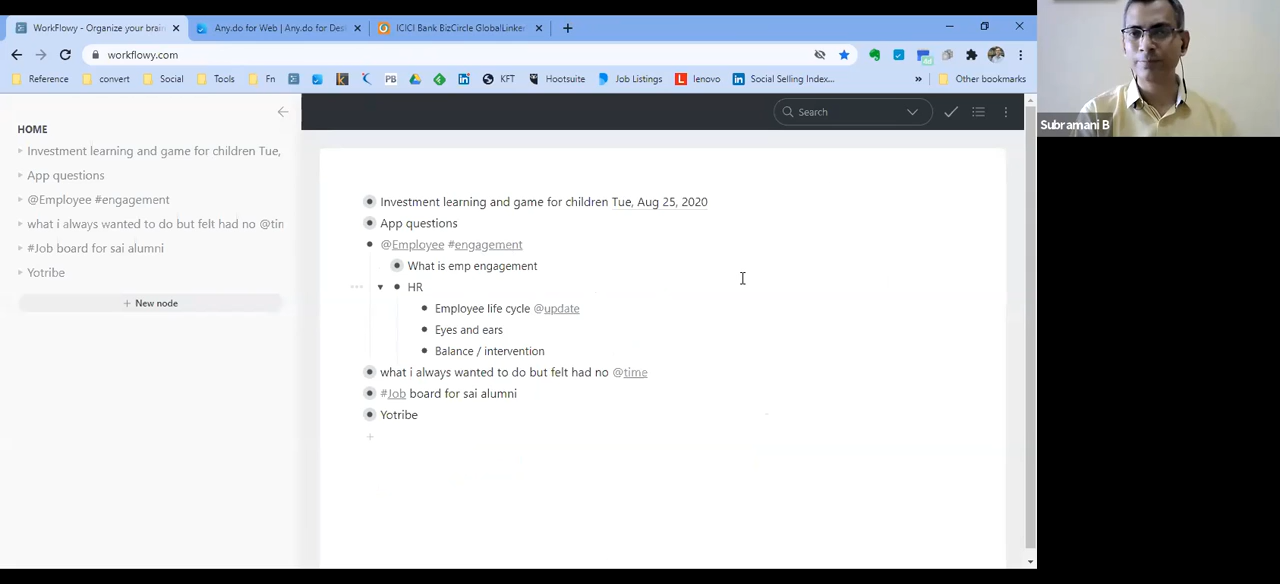 WorkFlowy - Organize your brain
Any.do for Web | Any.do for Des
ICICI Bank BizCircle GlobalLinke
workflowy.com
Reference
convert
Social
Tools
Fn
PB
KFT
Hootsuite
Job Listings
L lenovo
Social Selling Index...
»
Other bookmarks
Subramani B
Search
HOME
Investment learning and game for children Tue,
App questions
@Employee #engagement
what i always wanted to do but felt had no @tim
#Job board for sai alumni
Yotribe
+ New node
Investment learning and game for children Tue, Aug 25, 2020
App questions
@Employee #engagement
What is emp engagement
HR
Employee life cycle @update
Eyes and ears
Balance / intervention
what i always wanted to do but felt had no @time
#Job board for sai alumni
Yotribe
+